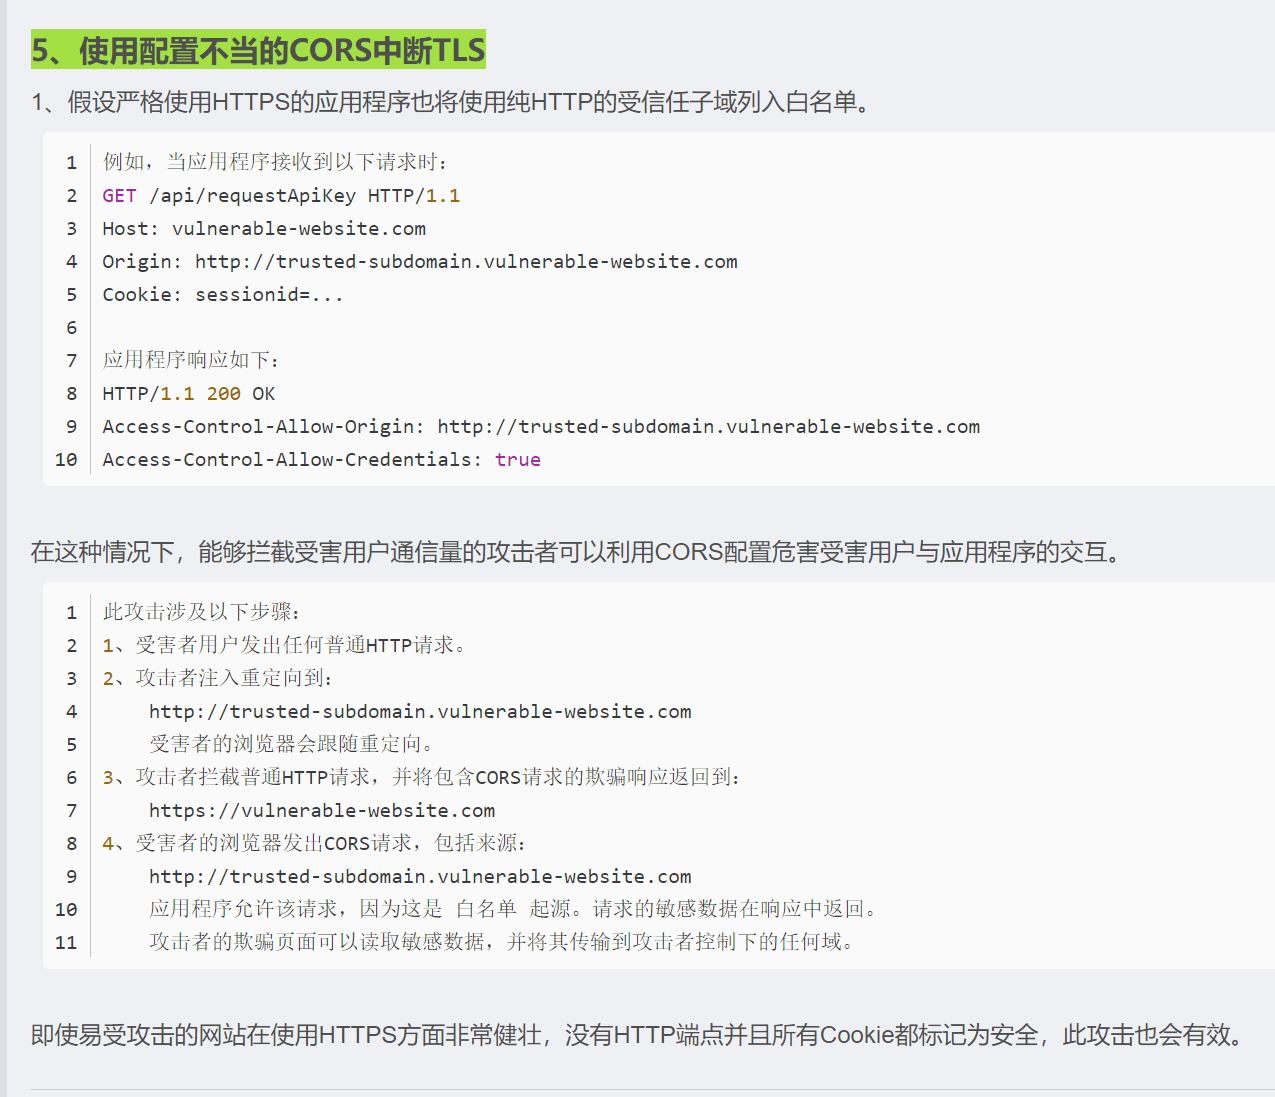 5、使用配置不当的CORS中断TLS
1、假设严格使用HTTPS的应用程序也将使用纯HTTP的受信任子域列入白名单。
1 例如，当应用程序接收到以下请求时：
2 GET /api/requestApiKey HTTP/1.1
3 Host: vulnerable-website.com
4 Origin: http://trusted-subdomain.vulnerable-website.com
5 Cookie: sessionid=...
6
7 应用程序响应如下：
8 HTTP/1.1 200 OK
9 Access-Control-Allow-Origin: http://trusted-subdomain.vulnerable-website.com
10 Access-Control-Allow-Credentials: true
在这种情况下，能够拦截受害用户通信量的攻击者可以利用CORS配置危害受害用户与应用程序的交互。
1 此攻击涉及以下步骤：
2 1、受害者用户发出任何普通HTTP请求。
3 2、攻击者注入重定向到：
4 http://trusted-subdomain.vulnerable-website.com
5 受害者的浏览器会跟随重定向。
6 3、攻击者拦截普通HTTP请求，并将包含CORS请求的欺骗响应返回到：
7 https://vulnerable-website.com
8 4、受害者的浏览器发出CORS请求，包括来源：
9 http://trusted-subdomain.vulnerable-website.com
10 应用程序允许该请求，因为这是 白名单 起源。请求的敏感数据在响应中返回。
11 攻击者的欺骗页面可以读取敏感数据，并将其传输到攻击者控制下的任何域。
即使易受攻击的网站在使用HTTPS方面非常健壮，没有HTTP端点并且所有Cookie都标记为安全，此攻击也会有效。